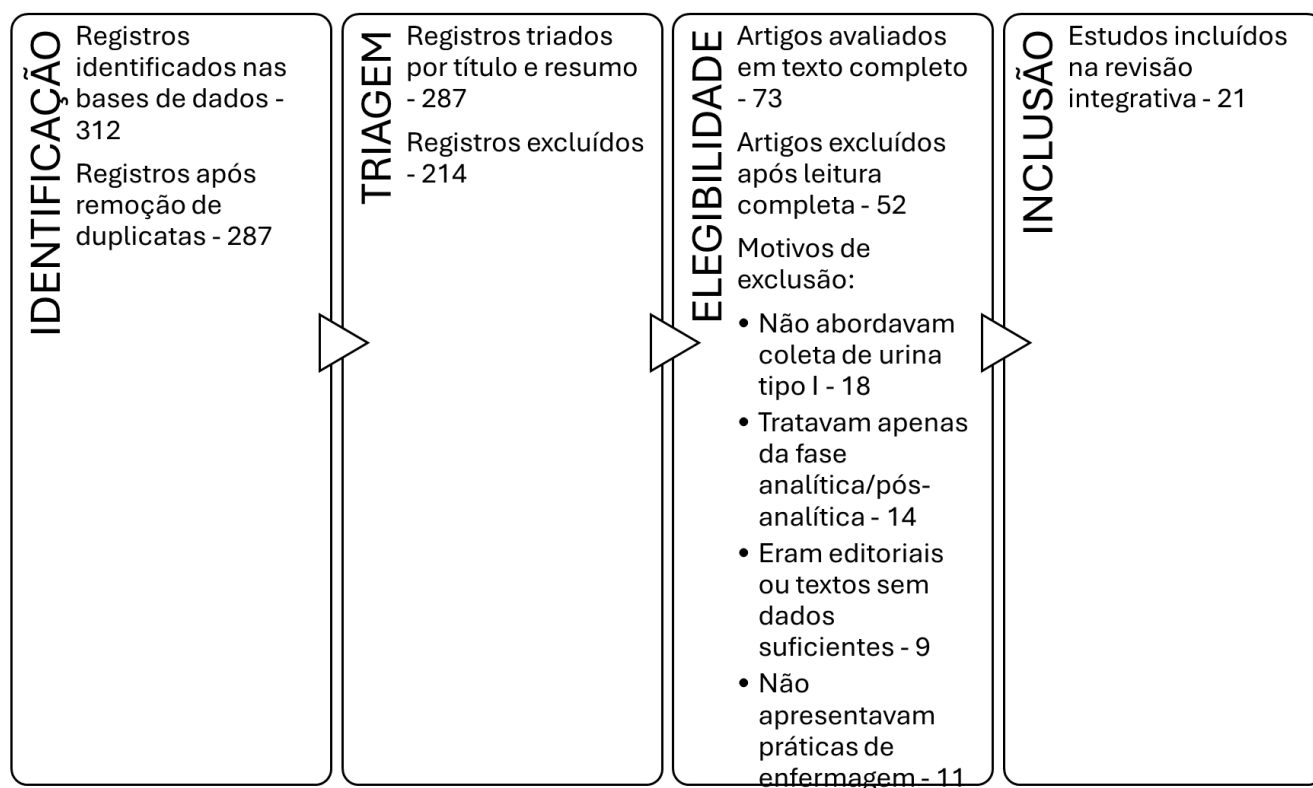 IDENTIFICAÇÃO
Registros
identificados nas
bases de dados -
312
Registros após
remoção de
duplicatas - 287
TRIAGEM
Registros triados
por título e resumo
- 287
Registros excluídos
- 214
ELEGIBILIDADE
Artigos avaliados
em texto completo
- 73
Artigos excluídos
após leitura
completa - 52
Motivos de
exclusão:
• Não abordavam
coleta de urina
tipo I - 18
• Tratavam apenas
da fase
analítica/pós-
analítica - 14
• Eram editoriais
ou textos sem
dados
suficientes - 9
• Não
apresentavam
práticas de
enfermagem - 11
INCLUSÃO
Estudos incluídos
na revisão
integrativa - 21